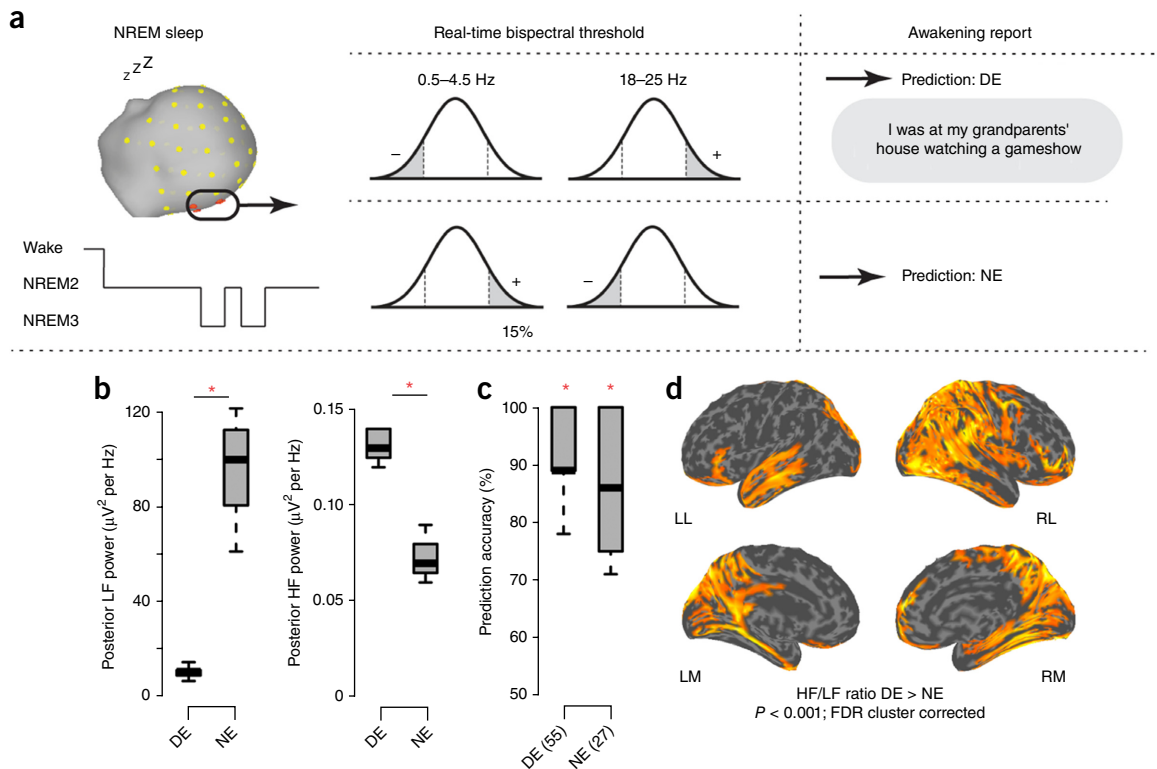 a
NREM sleep
Real-time bispectral threshold
Awakening report
z z Z
0.5–4.5 Hz
18–25 Hz
Prediction: DE
I was at my grandparents'
house watching a gameshow
–
+
Wake
NREM2
NREM3
+
–
15%
Prediction: NE
b
*
Posterior LF power (μV² per Hz)
120
80
40
0
DE
NE
*
Posterior HF power (μV² per Hz)
0.15
0.10
0.05
0
DE
NE
c
*
*
Prediction accuracy (%)
100
90
80
70
60
50
DE (55)
NE (27)
d
LL
RL
LM
RM
HF/LF ratio DE > NE
P < 0.001; FDR cluster corrected